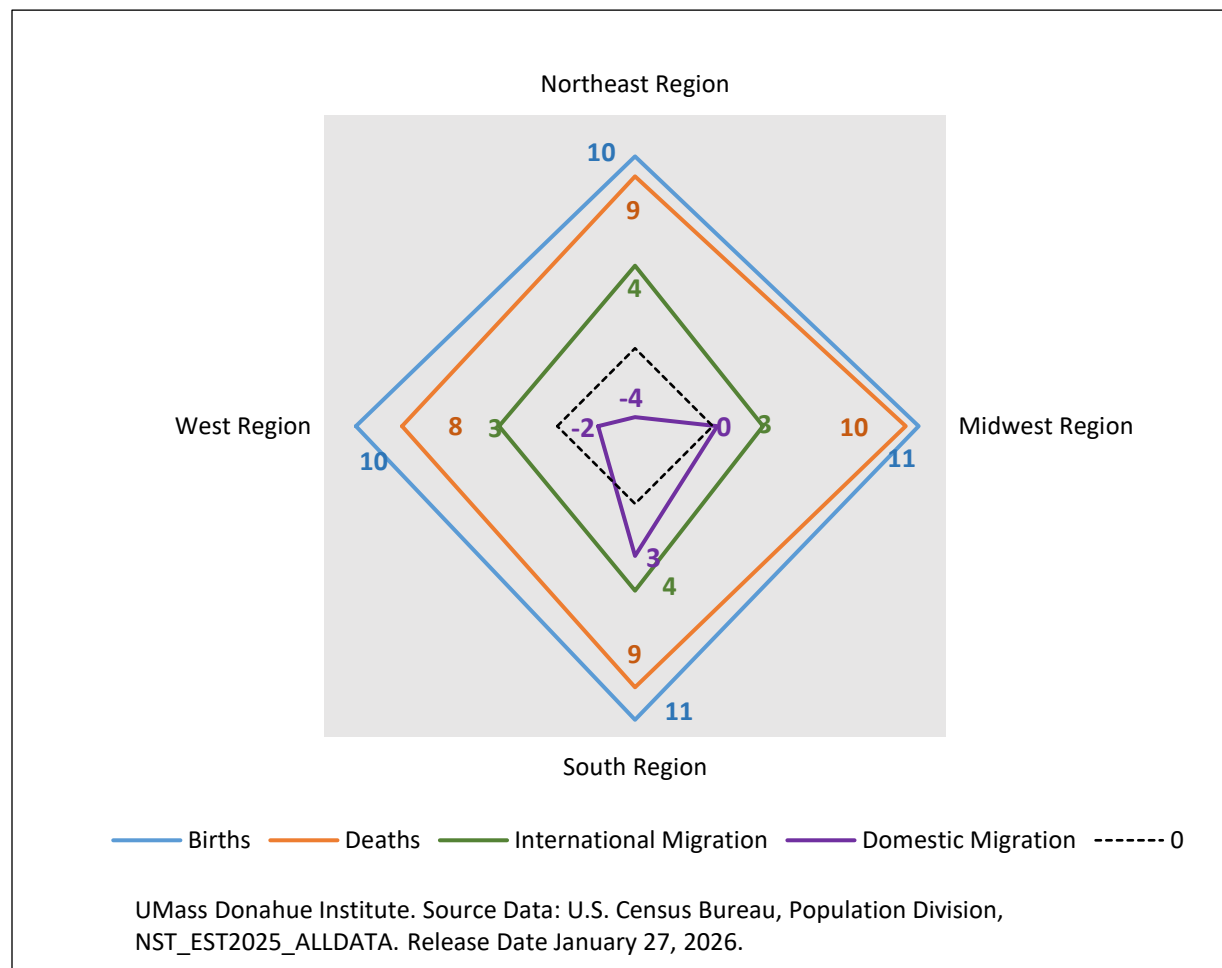 Northeast Region
10
9
4
-4
West Region
8
3
-2
0
3
10
Midwest Region
10
11
3
4
9
11
South Region
Births
Deaths
International Migration
Domestic Migration
0
UMass Donahue Institute. Source Data: U.S. Census Bureau, Population Division,
NST_EST2025_ALLDATA. Release Date January 27, 2026.